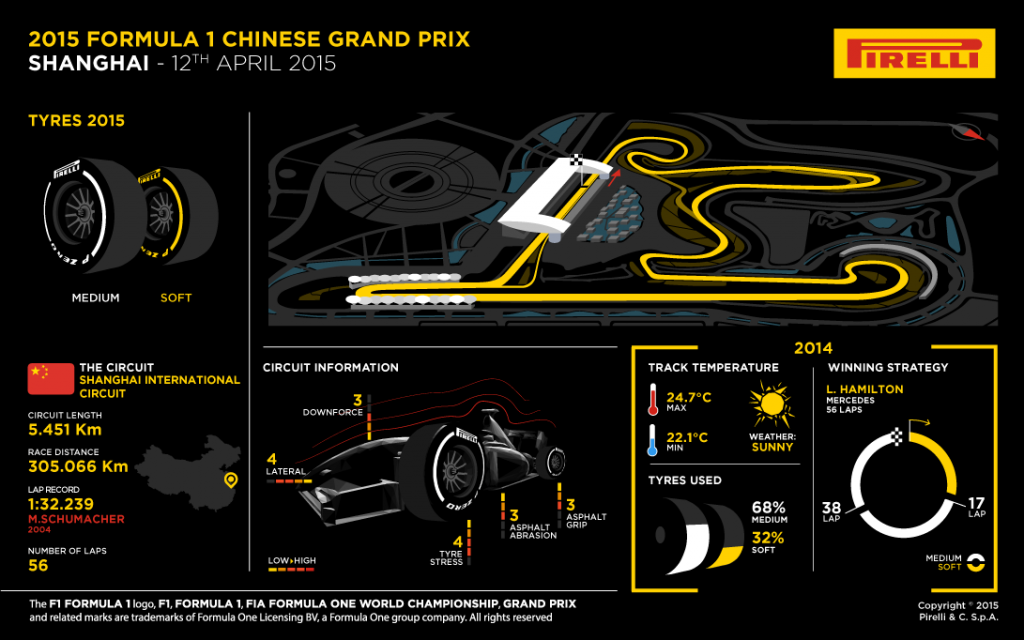 2015 FORMULA 1 CHINESE GRAND PRIX
SHANGHAI - 12TH APRIL 2015
PIRELLI
TYRES 2015
PIRELLI
P ZERO
PIRELLI
P ZERO
MEDIUM
SOFT
THE CIRCUIT
SHANGHAI INTERNATIONAL
CIRCUIT
CIRCUIT LENGTH
5.451 Km
RACE DISTANCE
305.066 Km
LAP RECORD
1:32.239
M.SCHUMACHER
2004
NUMBER OF LAPS
56
CIRCUIT INFORMATION
3
DOWNFORCE
4
LATERAL
PIRELLI
ZERO
3
ASPHALT
ABRASION
3
ASPHALT
GRIP
4
TYRE
STRESS
LOW▸HIGH
2014
TRACK TEMPERATURE
24.7°C
MAX
22.1°C
MIN
WEATHER:
SUNNY
TYRES USED
68%
MEDIUM
32%
SOFT
WINNING STRATEGY
L. HAMILTON
MERCEDES
56 LAPS
38
LAP
17
LAP
MEDIUM
SOFT
The F1 FORMULA 1 logo, F1, FORMULA 1, FIA FORMULA ONE WORLD CHAMPIONSHIP, GRAND PRIX
and related marks are trademarks of Formula One Licensing BV, a Formula One group company. All rights reserved
Copyright © 2015
Pirelli & C. S.p.A.